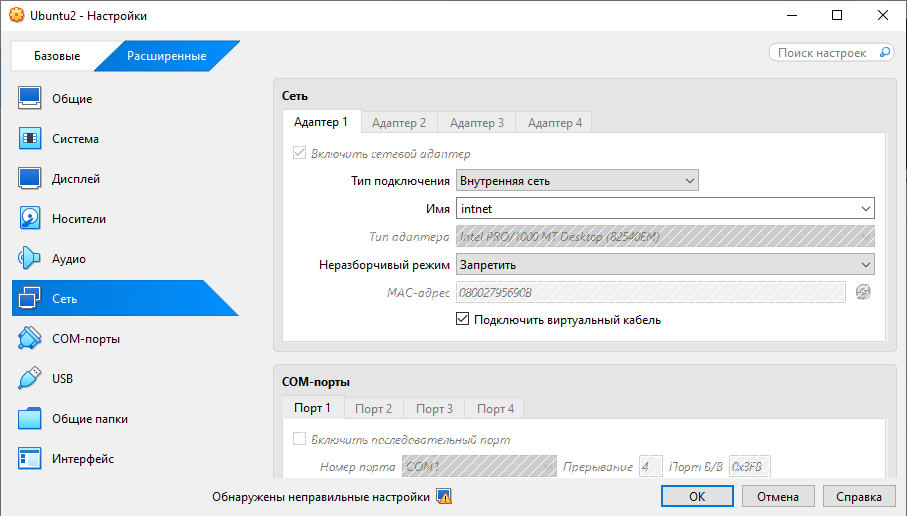 Ubuntu2 - Настройки
Базовые Расширенные Поиск настроек
Общие
Система
Дисплей
Носители
Аудио
Сеть
COM-порты
USB
Общие папки
Интерфейс
Сеть
Адаптер 1 Адаптер 2 Адаптер 3 Адаптер 4
Включить сетевой адаптер
Тип подключения Внутренняя сеть
Имя intnet
Тип адаптера Intel PRO/1000 MT Desktop (82540EM)
Неразборчивый режим Запретить
MAC-адрес 08002795690B
Подключить виртуальный кабель
COM-порты
Порт 1 Порт 2 Порт 3 Порт 4
Включить последовательный порт
Номер порта COM1 Прерывание 4 Порт В/В 0x3F8
Обнаружены неправильные настройки OK Отмена Справка